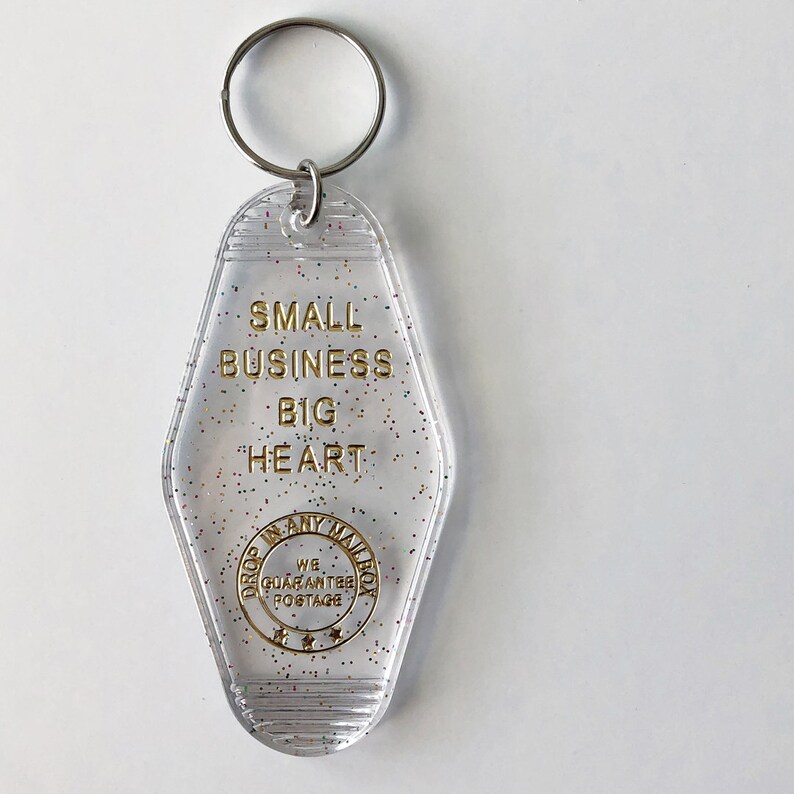 SMALL
BUSINESS
BIG
HEART
DROP IN ANY MAILBOX
WE
GUARANTEE
POSTAGE